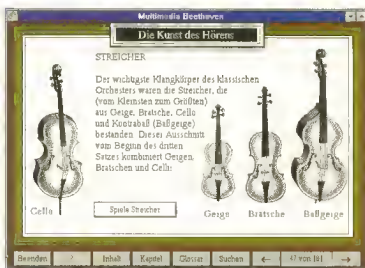 Multimedia Beethoven
Die Kunst des Hörens
STREICHER
Der wichtigste Klangkörper des klassischen
Orchesters waren die Streicher, die
(vom Kleinsten zum Größten)
aus Geige, Bratsche, Cello
und Kontrabaß (Baßgeige)
bestanden. Dieser Ausschnitt
vom Beginn des dritten
Satzes kombiniert Geigen,
Bratschen und Celli:
Spiele Streicher
Cello
Geige Bratsche Baßgeige
Beenden ? Inhalt Kapitel Glossar Suchen ← von →